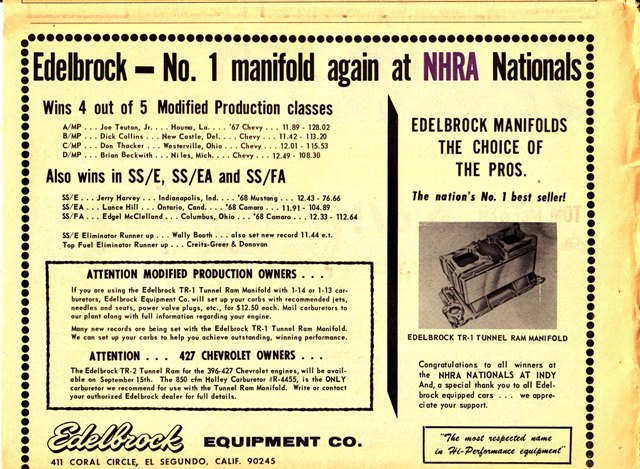 Edelbrock — No. 1 manifold again at NHRA Nationals
Wins 4 out of 5 Modified Production classes
A/MP . . . Joe Teuton, Jr. . . . Houma, La. . . . '67 Chevy . . . 11.89 - 128.02
B/MP . . . Dick Collins . . . New Castle, Del. . . . Chevy . . . 11.42 - 113.20
C/MP . . . Don Thacker . . . Westerville, Ohio . . . Chevy . . . 12.01 - 115.53
D/MP . . . Brian Beckwith . . . Niles, Mich. . . . Chevy . . . 12.49 - 108.30
Also wins in SS/E, SS/EA and SS/FA
SS/E . . . Jerry Harvey . . . Indianapolis, Ind. . . . '68 Mustang . . . 12.43 - 76.66
SS/EA . . . Lance Hill . . . Ontario, Cand. . . . '68 Camaro . . . 11.91 - 104.89
SS/FA . . . Edgel McClelland . . . Columbus, Ohio . . . '68 Camaro . . . 12.33 - 112.64
SS/E Eliminator Runner up . . . Wally Booth . . . also set new record 11.44 e.t.
Top Fuel Eliminator Runner up . . . Creitz-Greer & Donovan
ATTENTION MODIFIED PRODUCTION OWNERS . . .
If you are using the Edelbrock TR-1 Tunnel Ram Manifold with 1-14 or 1-13 car-
buretors, Edelbrock Equipment Co. will set up your carbs with recommended jets,
needles and seats, power valve plugs, etc., for $12.50 each. Mail carburetors to
our plant along with full information regarding your engine.
Many new records are being set with the Edelbrock TR-1 Tunnel Ram Manifold.
We can set up your carbs to help you achieve outstanding, winning performance.
ATTENTION . . . 427 CHEVROLET OWNERS . . .
The Edelbrock TR-2 Tunnel Ram for the 396-427 Chevrolet engines, will be avail-
able on September 15th. The 850 cfm Holley Carburetor #R-4455, is the ONLY
carburetor we recommend for use with the Tunnel Ram Manifold. Write or contact
your authorized Edelbrock dealer for full details.
Edelbrock EQUIPMENT CO.
411 CORAL CIRCLE, EL SEGUNDO, CALIF. 90245
EDELBROCK MANIFOLDS
THE CHOICE OF
THE PROS.
The nation's No. 1 best seller!
EDELBROCK TR-1 TUNNEL RAM MANIFOLD
Congratulations to all winners at
the NHRA NATIONALS AT INDY
And, a special thank you to all Edel-
brock equipped cars . . . we appre-
ciate your support.
"The most respected name
in Hi-Performance equipment"